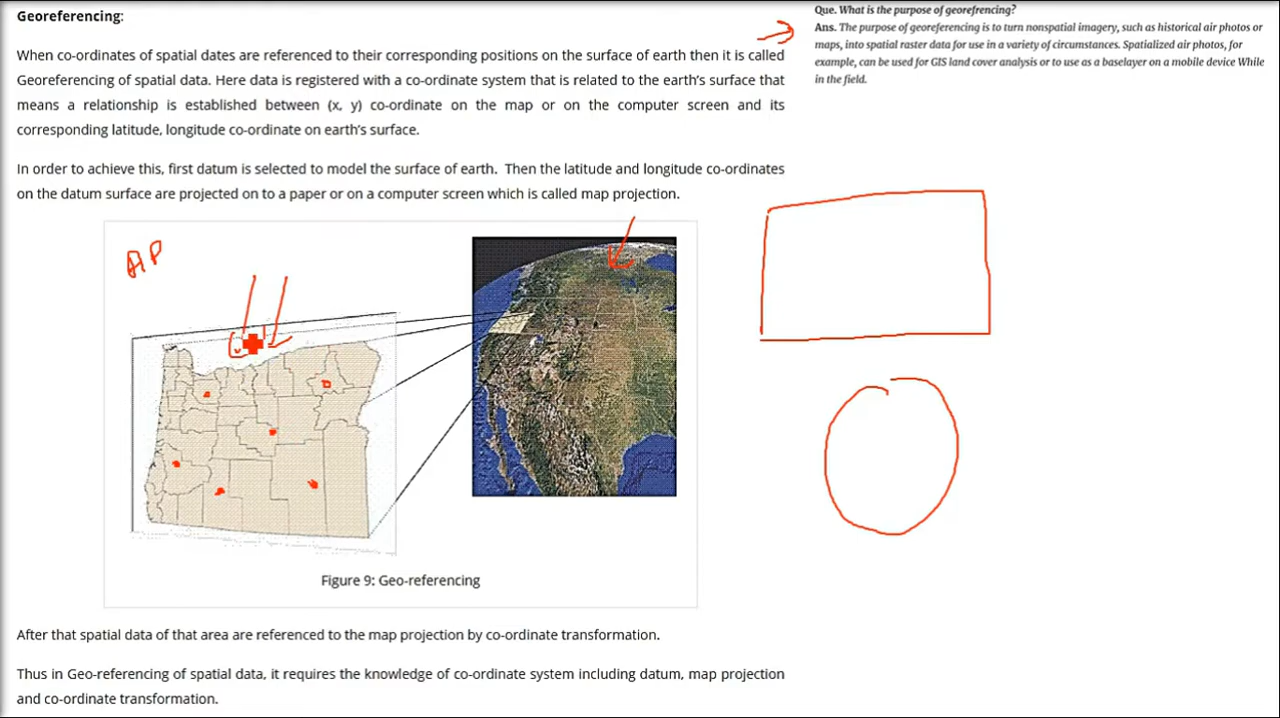 Georeferencing:
When co-ordinates of spatial dates are referenced to their corresponding positions on the surface of earth then it is called
Georeferencing of spatial data. Here data is registered with a co-ordinate system that is related to the earth's surface that
means a relationship is established between (x, y) co-ordinate on the map or on the computer screen and its
corresponding latitude, longitude co-ordinate on earth's surface.
In order to achieve this, first datum is selected to model the surface of earth. Then the latitude and longitude co-ordinates
on the datum surface are projected on to a paper or on a computer screen which is called map projection.
AP
Figure 9: Geo-referencing
After that spatial data of that area are referenced to the map projection by co-ordinate transformation.
Thus in Geo-referencing of spatial data, it requires the knowledge of co-ordinate system including datum, map projection
and co-ordinate transformation.
Que. What is the purpose of georefrencing?
Ans. The purpose of georeferencing is to turn nonspatial imagery, such as historical air photos or
maps, into spatial raster data for use in a variety of circumstances. Spatialized air photos, for
example, can be used for GIS land cover analysis or to use as a baselayer on a mobile device While
in the field.